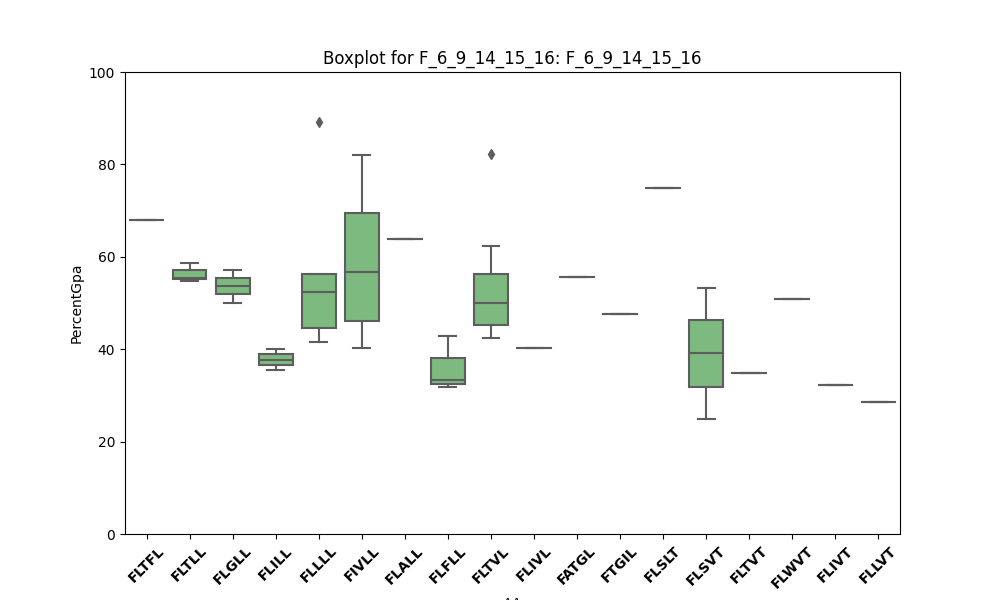 Boxplot for F_6_9_14_15_16: F_6_9_14_15_16
100
80
60
40
20
0
PercentGpa
FLTFL
FLTLL
FLGLL
FLILL
FLLLL
FIVLL
FLALL
FLFLL
FLTVL
FLIVL
FATGL
FTGIL
FLSLT
FLSVT
FLTVT
FLWVT
FLIVT
FLLVT